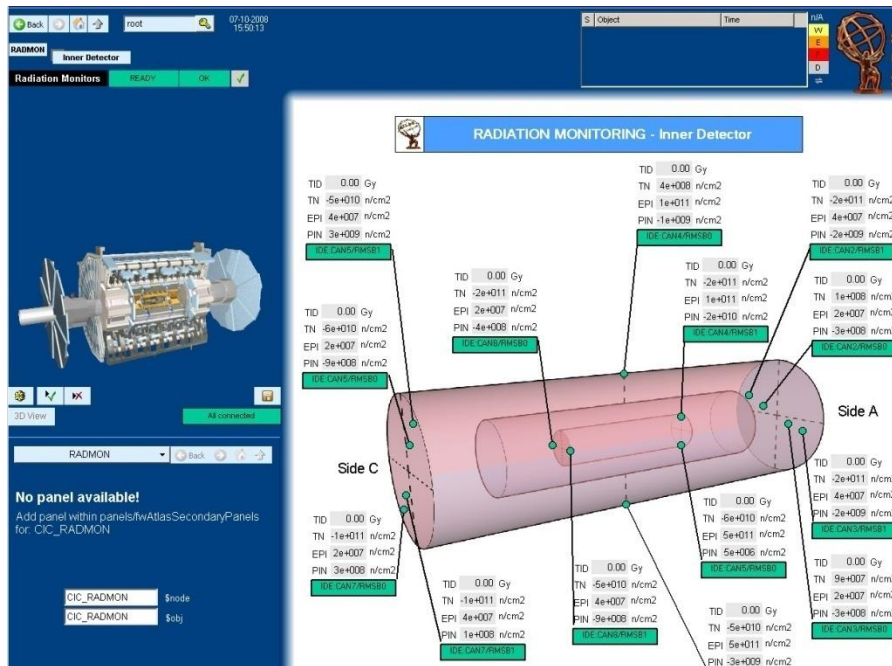 Back
root
07-10-2008
15:50:13
S Object Time
n/A
W
E
F
D
RADMON
Inner Detector
Radiation Monitors READY OK
RADIATION MONITORING - Inner Detector
TID 0.00 Gy
TN -5e+010 n/cm2
EPI 4e+007 n/cm2
PIN 3e+009 n/cm2
IDE:CAN5/RMSB1
TID 0.00 Gy
TN 4e+008 n/cm2
EPI 1e+011 n/cm2
PIN -1e+009 n/cm2
IDE:CAN4/RMSB0
TID 0.00 Gy
TN -2e+011 n/cm2
EPI 4e+007 n/cm2
PIN -2e+009 n/cm2
IDE:CAN2/RMSB1
TID 0.00 Gy
TN -2e+011 n/cm2
EPI 2e+007 n/cm2
PIN -4e+008 n/cm2
IDE:CAN8/RMSB0
TID 0.00 Gy
TN -2e+011 n/cm2
EPI 1e+011 n/cm2
PIN -2e+010 n/cm2
IDE:CAN4/RMSB1
TID 0.00 Gy
TN 1e+008 n/cm2
EPI 2e+007 n/cm2
PIN -3e+008 n/cm2
IDE:CAN2/RMSB0
TID 0.00 Gy
TN -6e+010 n/cm2
EPI 2e+007 n/cm2
PIN -9e+008 n/cm2
IDE:CAN5/RMSB0
3D View
All connected
Side A
Side C
RADMON
Back
No panel available!
Add panel within panels/fwAtlasSecondaryPanels
for: CIC_RADMON
CIC_RADMON $node
CIC_RADMON $obj
TID 0.00 Gy
TN -2e+011 n/cm2
EPI 4e+007 n/cm2
PIN -2e+009 n/cm2
IDE:CAN3/RMSB1
TID 0.00 Gy
TN -1e+011 n/cm2
EPI 2e+007 n/cm2
PIN 3e+008 n/cm2
IDE:CAN7/RMSB0
TID 0.00 Gy
TN -6e+010 n/cm2
EPI 5e+011 n/cm2
PIN 5e+006 n/cm2
IDE:CAN5/RMSB0
TID 0.00 Gy
TN -1e+011 n/cm2
EPI 4e+007 n/cm2
PIN 1e+008 n/cm2
IDE:CAN7/RMSB1
TID 0.00 Gy
TN -5e+010 n/cm2
EPI 4e+007 n/cm2
PIN -9e+008 n/cm2
IDE:CAN8/RMSB1
TID 0.00 Gy
TN 9e+007 n/cm2
EPI 2e+007 n/cm2
PIN -3e+008 n/cm2
IDE:CAN3/RMSB0
TID 0.00 Gy
TN -5e+010 n/cm2
EPI 5e+011 n/cm2
PIN -3e+009 n/cm2